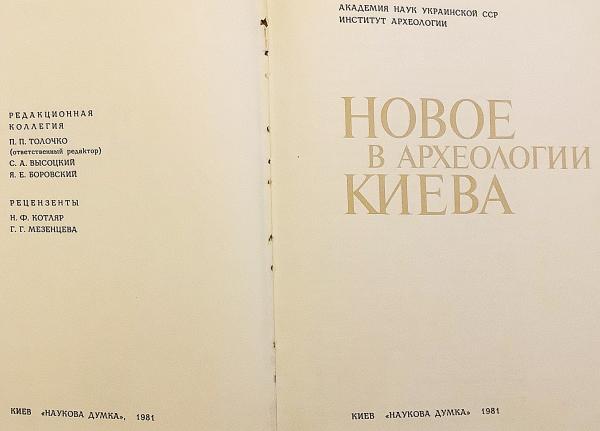 РЕДАКЦИОННАЯ
КОЛЛЕГИЯ
П. П. ТОЛОЧКО
(ответственный редактор)
С. А. ВЫСОЦКИЙ
Я. Е. БОРОВСКИЙ
РЕЦЕНЗЕНТЫ
Н. Ф. КОТЛЯР
Г. Г. МЕЗЕНЦЕВА
КИЕВ «НАУКОВА ДУМКА», 1981
АКАДЕМИЯ НАУК УКРАИНСКОЙ ССР
ИНСТИТУТ АРХЕОЛОГИИ
НОВОЕ
В АРХЕОЛОГИИ
КИЕВА
КИЕВ «НАУКОВА ДУМКА» 1981